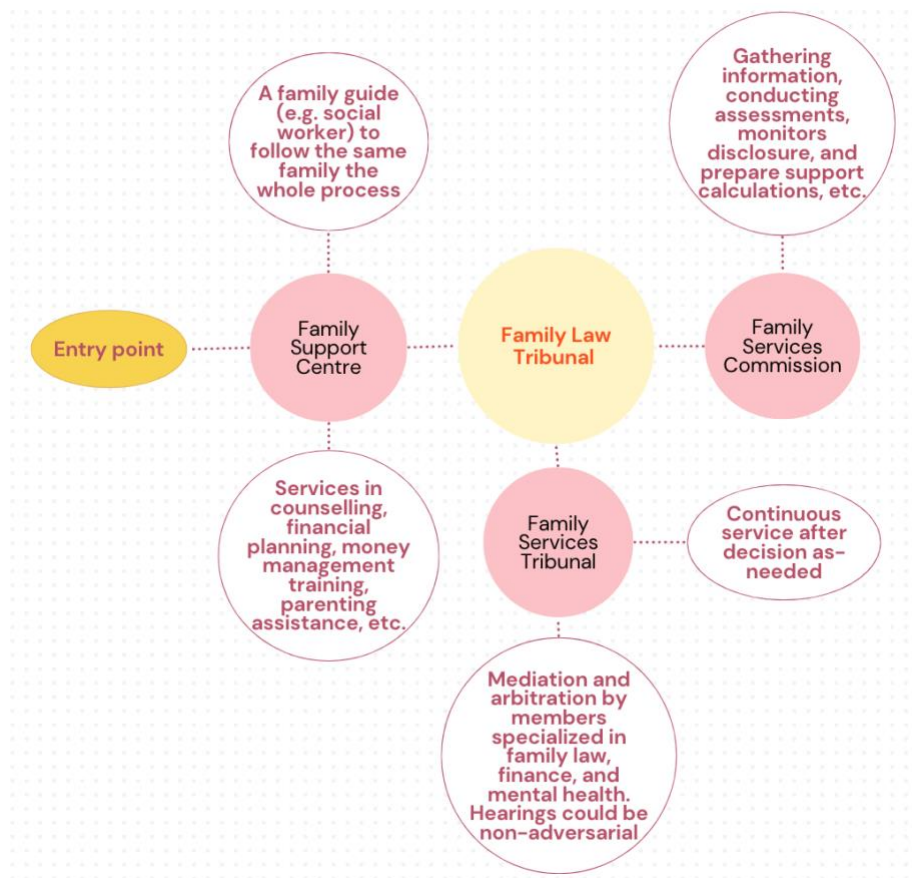 A family guide
(e.g. social
worker) to
follow the same
family the
whole process
Gathering
information,
conducting
assessments,
monitors
disclosure, and
prepare support
calculations, etc.
Entry point
Family
Support
Centre
Family Law
Tribunal
Family
Services
Commission
Services in
counselling,
financial
planning, money
management
training,
parenting
assistance, etc.
Family
Services
Tribunal
Continuous
service after
decision as-
needed
Mediation and
arbitration by
members
specialized in
family law,
finance, and
mental health.
Hearings could be
non-adversarial